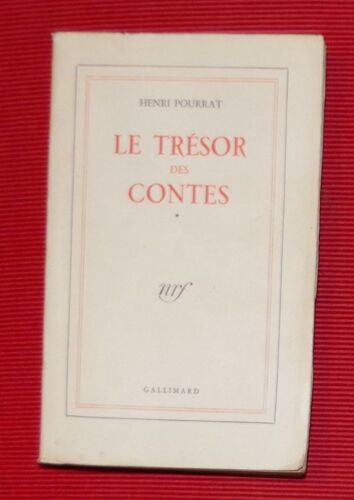 HENRI POURRAT
LE TRÉSOR
DES
CONTES
*
nrf
GALLIMARD